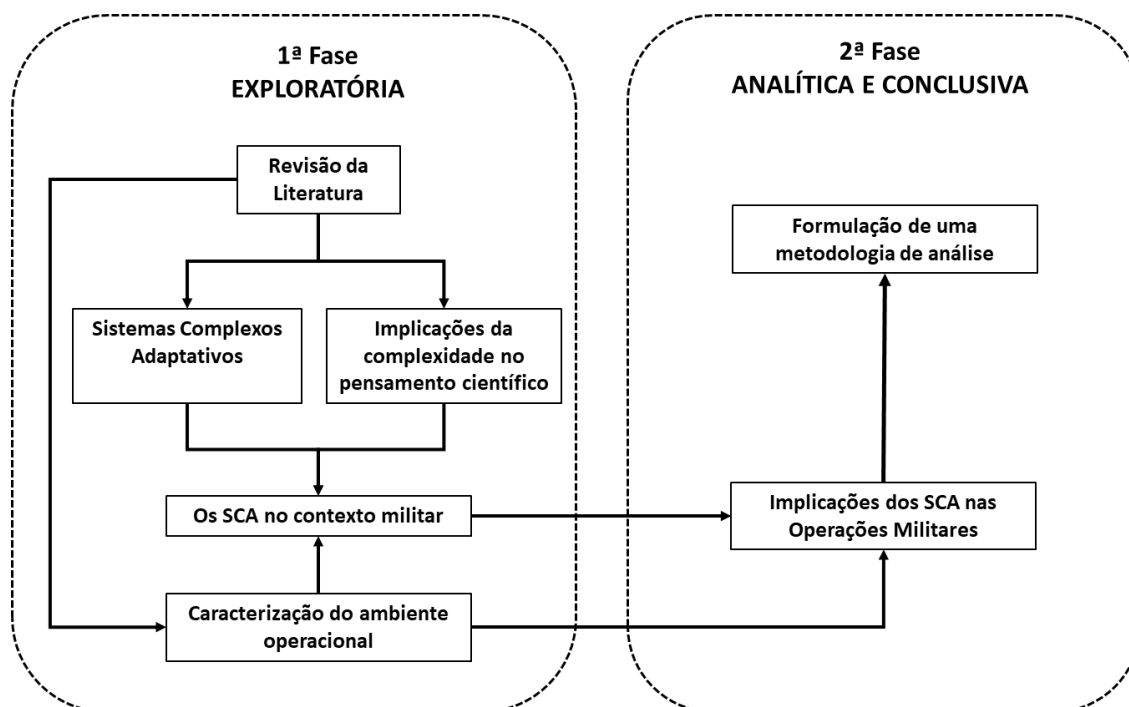 1ª Fase
EXPLORATÓRIA
Revisão da
Literatura
Sistemas Complexos
Adaptativos
Implicações da
complexidade no
pensamento científico
Os SCA no contexto militar
Caracterização do ambiente
operacional
2ª Fase
ANALÍTICA E CONCLUSIVA
Formulação de uma
metodologia de análise
Implicações dos SCA nas
Operações Militares